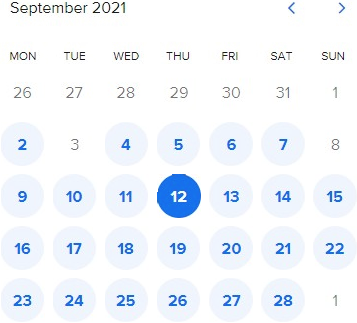 September 2021
MON TUE WED THU FRI SAT SUN
26 27 28 29 30 31 1
2 3 4 5 6 7 8
9 10 11 12 13 14 15
16 17 18 19 20 21 22
23 24 25 26 27 28 1